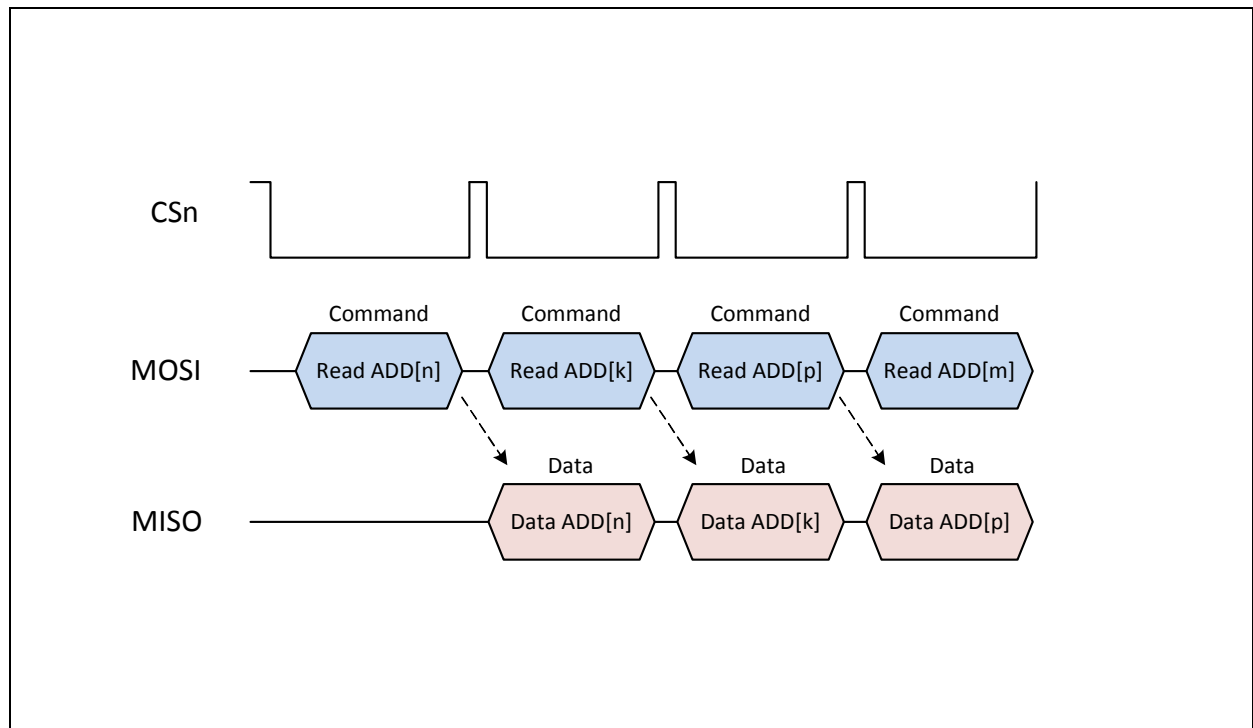 CSn
Command Command Command Command
MOSI Read ADD[n] Read ADD[k] Read ADD[p] Read ADD[m]
Data Data Data
MISO Data ADD[n] Data ADD[k] Data ADD[p]